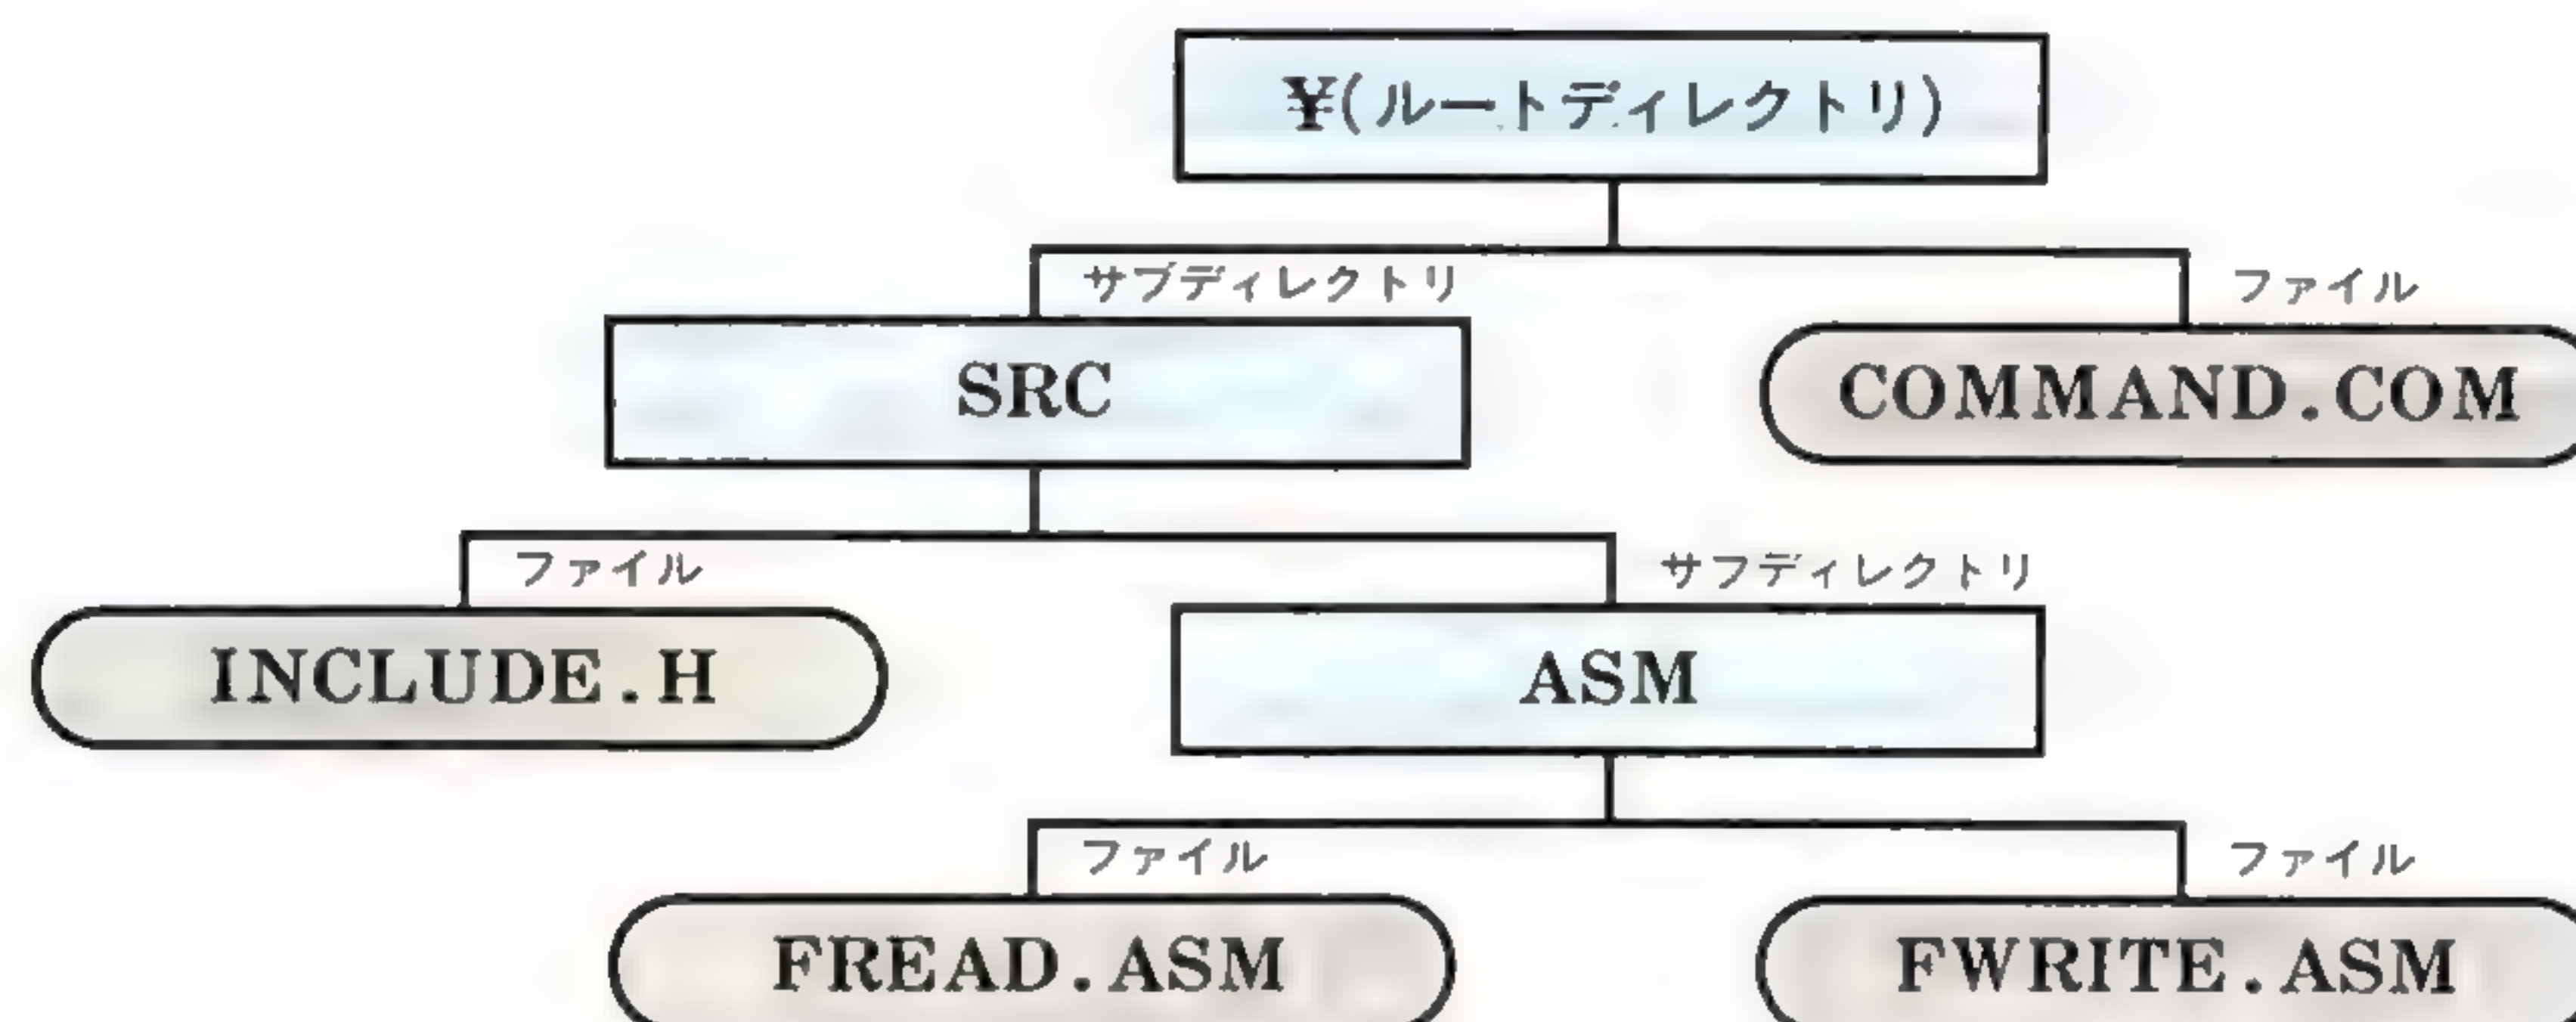 ¥(ルートディレクトリ)
サブディレクトリ
ファイル
SRC
COMMAND.COM
ファイル
サフディレクトリ
INCLUDE.H
ASM
ファイル
ファイル
FREAD.ASM
FWRITE.ASM